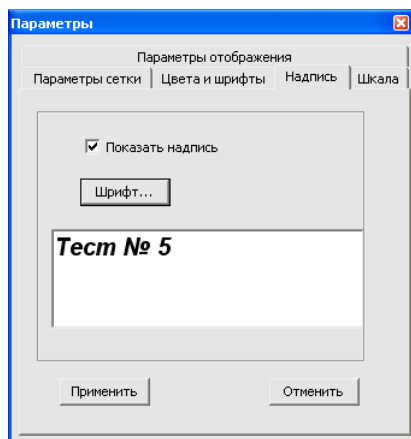 Параметры
Параметры отображения
Параметры сетки Цвета и шрифты Надпись Шкала
Показать надпись
Шрифт...
Тест № 5
Применить Отменить